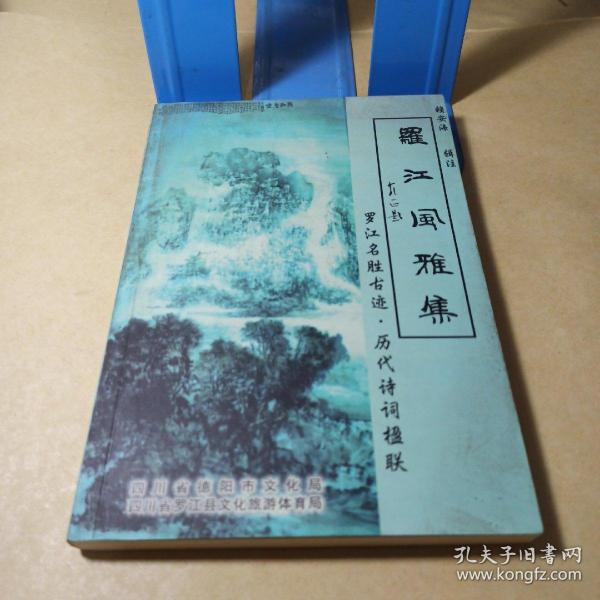 赖安海 辑注
羅江風雅集
罗江名胜古迹·历代诗词楹联
四川省德阳市文化局
四川省罗江县文化旅游体育局
孔夫子旧书网
www.kongfz.com